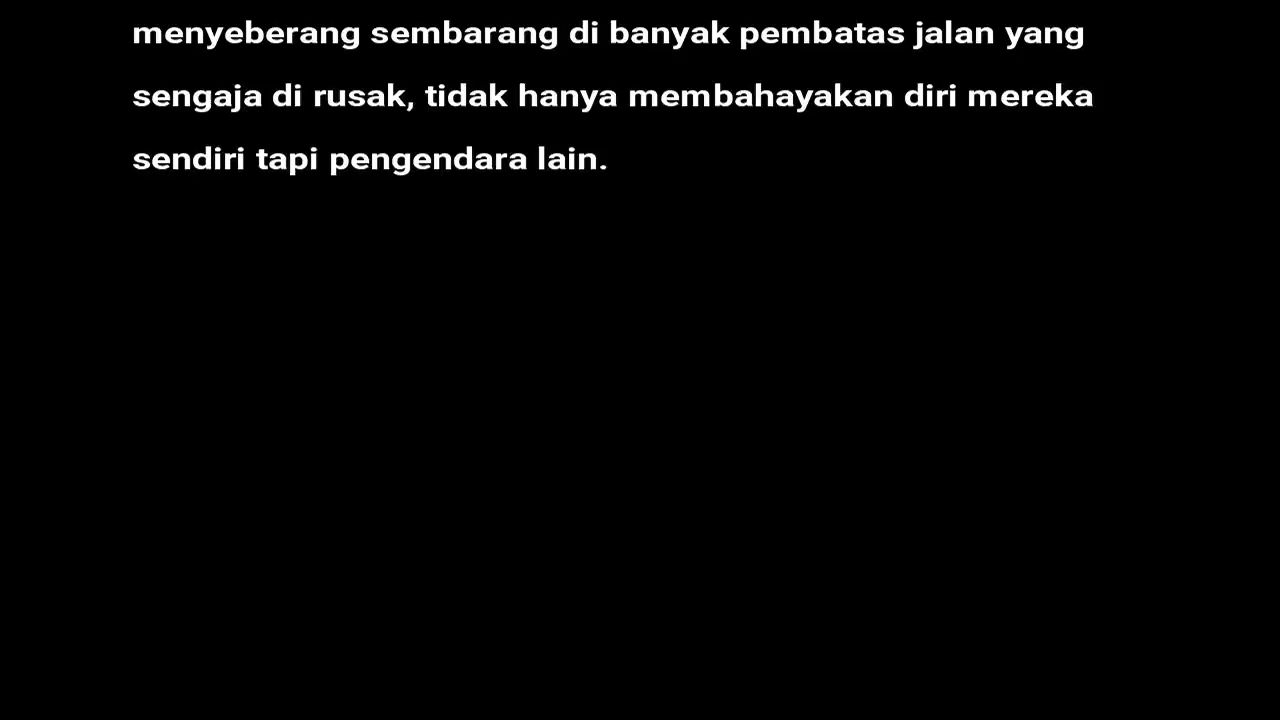 menyeberang sembarang di banyak pembatas jalan yang
sengaja di rusak, tidak hanya membahayakan diri mereka
sendiri tapi pengendara lain.